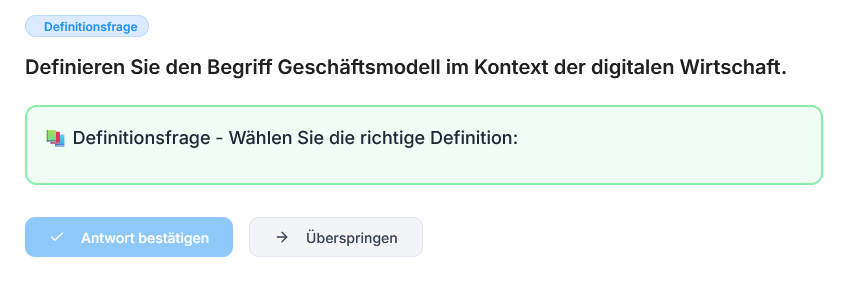 Definitionsfrage
Definieren Sie den Begriff Geschäftsmodell im Kontext der digitalen Wirtschaft.
Definitionsfrage - Wählen Sie die richtige Definition:
Antwort bestätigen
Überspringen